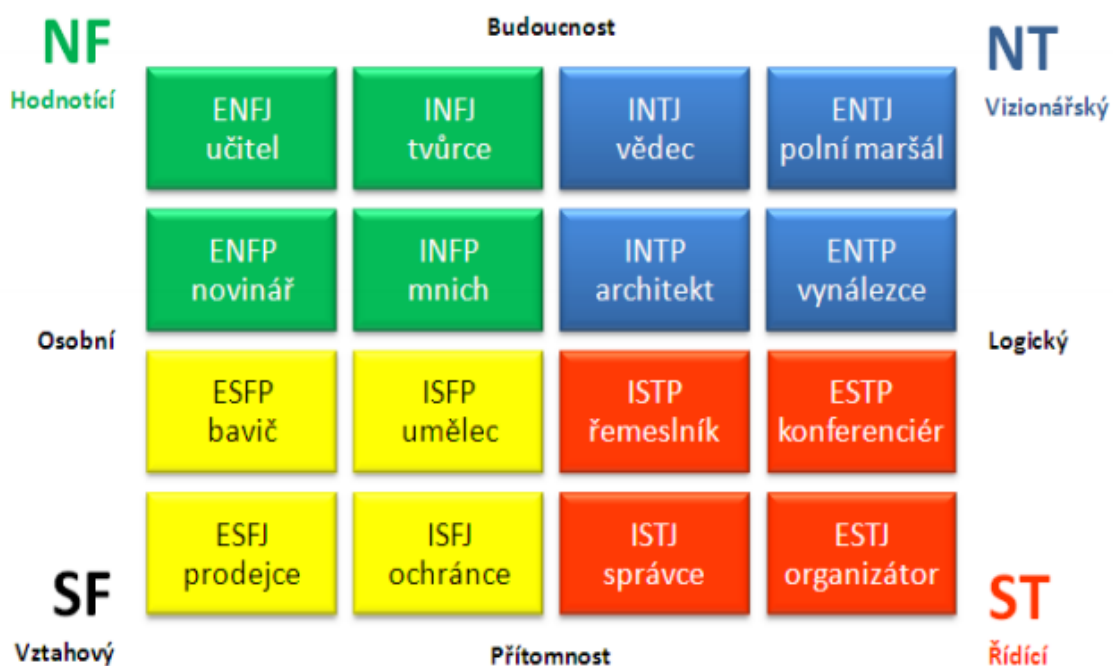 NF
Hodnotící
Budoucnost
NT
Vizionářský
ENFJ
učitel
INFJ
tvůrce
INTJ
vědec
ENTJ
polní maršál
ENFP
novinář
INFP
mnich
INTP
architekt
ENTP
vynálezce
Osobní
Logický
ESFP
bavič
ISFP
umělec
ISTP
řemeslník
ESTP
konferenciér
ESFJ
prodejce
ISFJ
ochránce
ISTJ
správce
ESTJ
organizátor
SF
Vztahový
Přítomnost
ST
Řídící